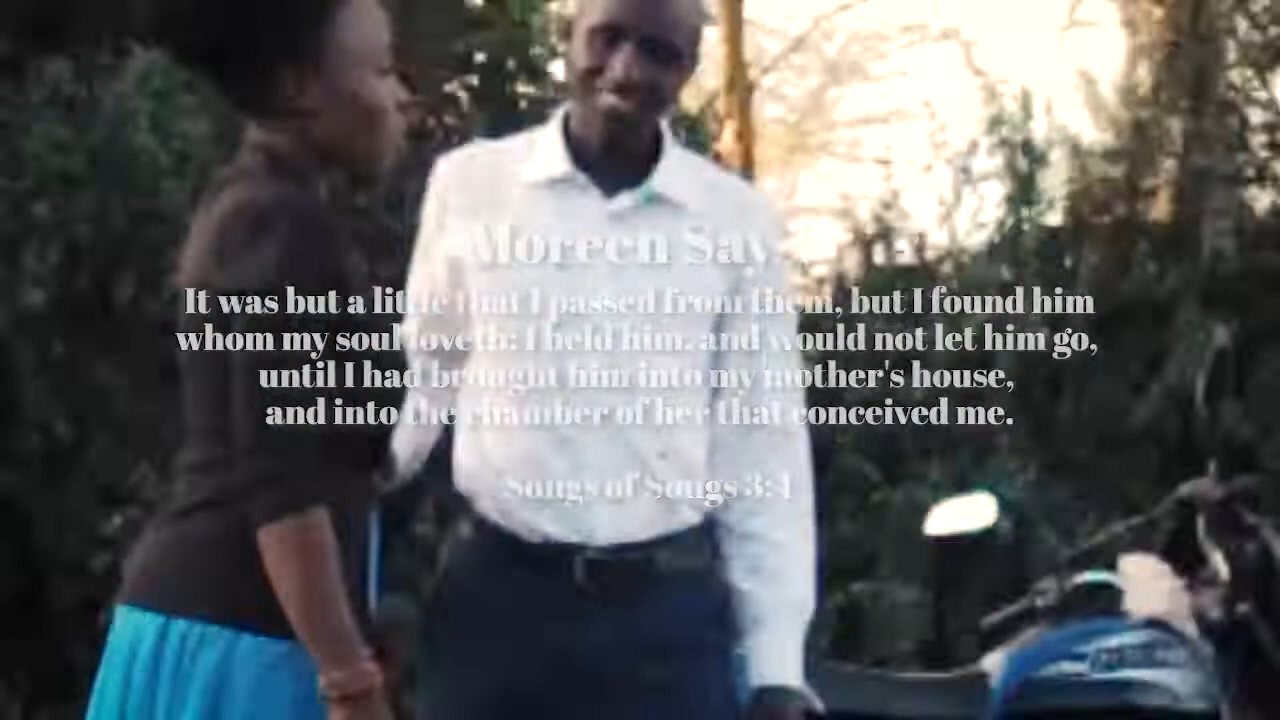 Moreen Say
It was but a little that I passed from them, but I found him
whom my soul loveth: I held him, and would not let him go,
until I had brought him into my mother's house,
and into the chamber of her that conceived me.
Songs of Songs 3:4